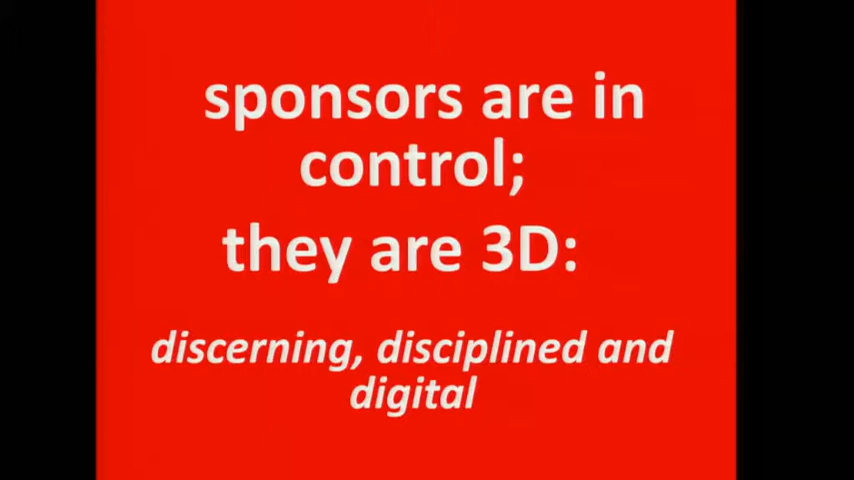 sponsors are in
control;
they are 3D:
discerning, disciplined and
digital